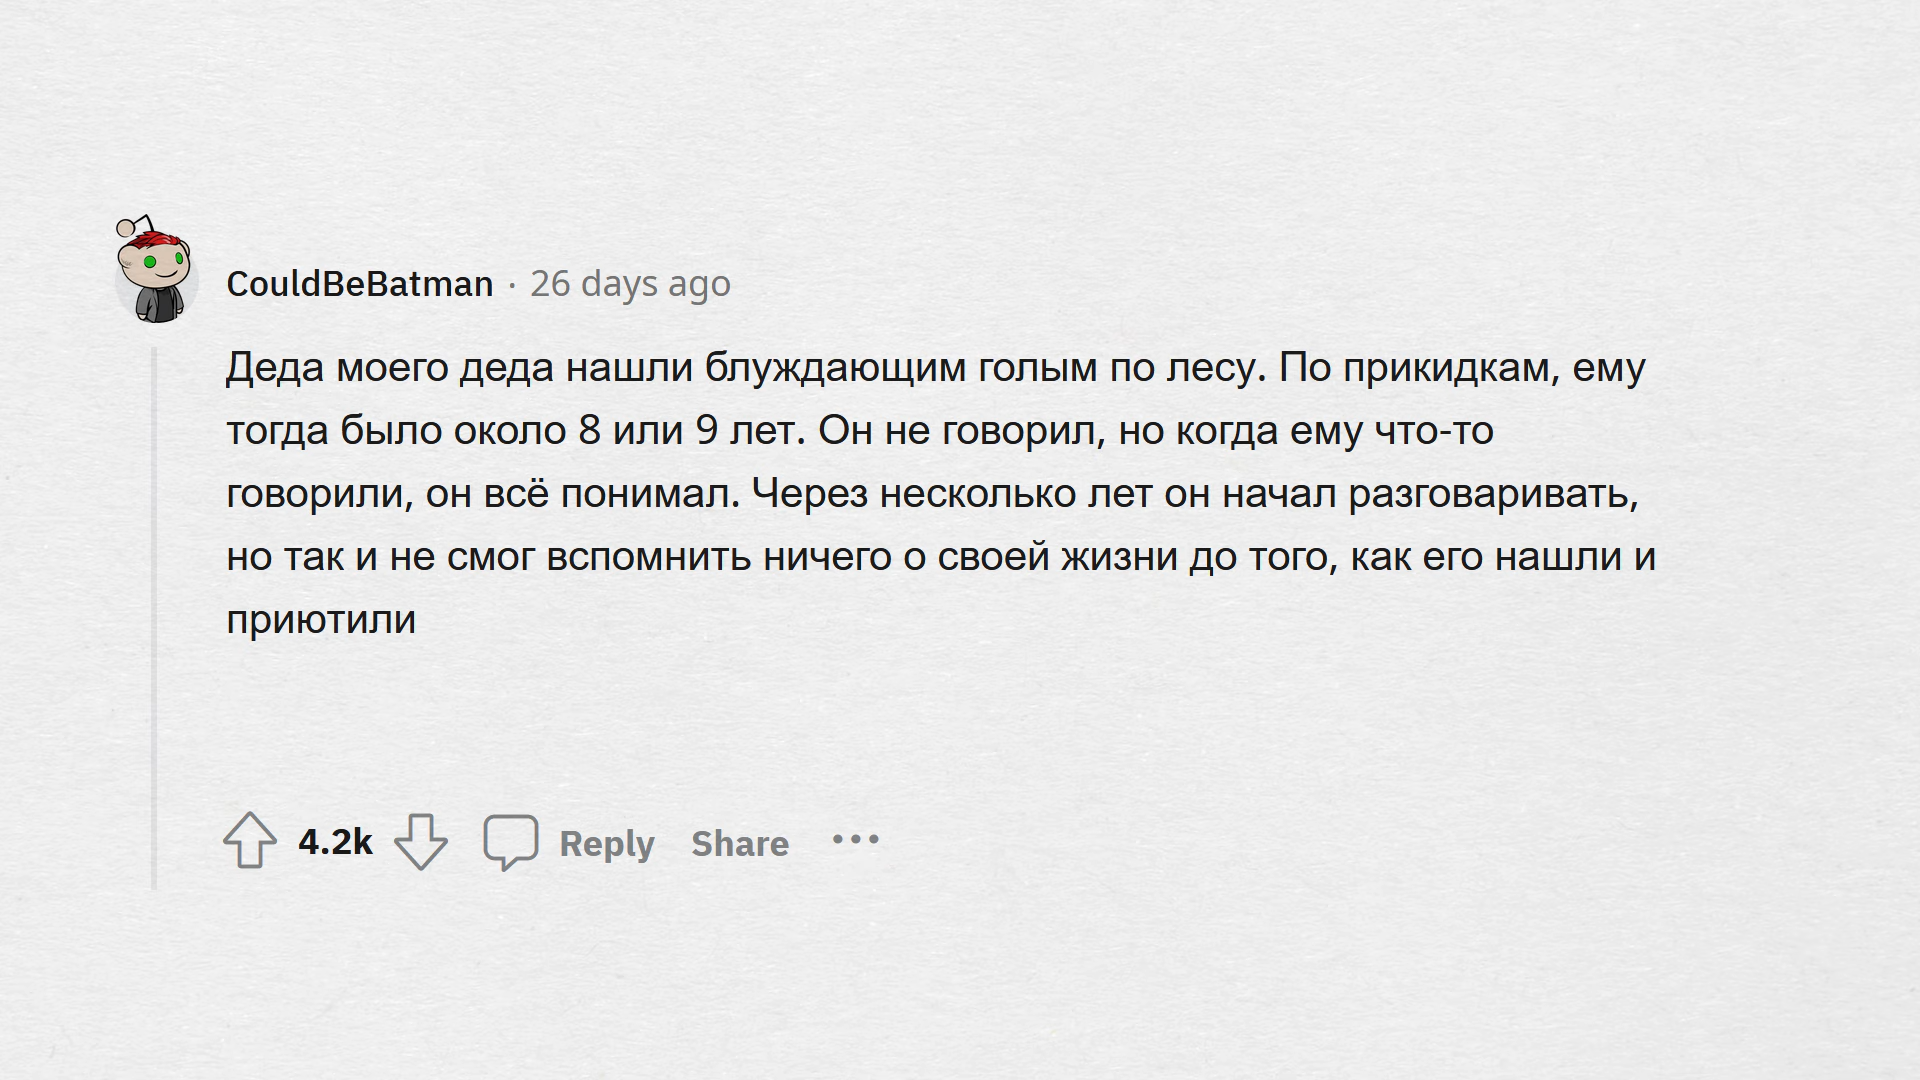 CouldBeBatman · 26 days ago
Деда моего деда нашли блуждающим голым по лесу. По прикидкам, ему
тогда было около 8 или 9 лет. Он не говорил, но когда ему что-то
говорили, он всё понимал. Через несколько лет он начал разговаривать,
но так и не смог вспомнить ничего о своей жизни до того, как его нашли и
приютили
4.2k Reply Share